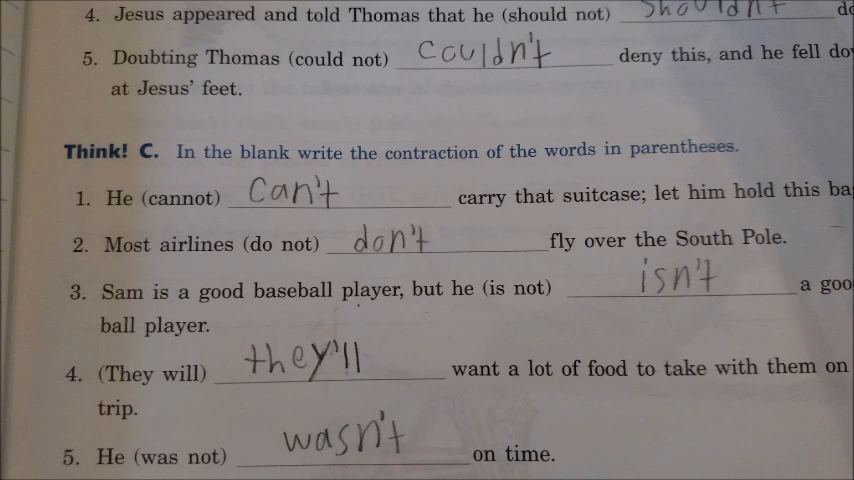 4. Jesus appeared and told Thomas that he (should not) shouldn't
5. Doubting Thomas (could not) couldn't deny this, and he fell
at Jesus' feet.
Think! C. In the blank write the contraction of the words in parentheses.
1. He (cannot) can't carry that suitcase; let him hold this
2. Most airlines (do not) don't fly over the South Pole.
3. Sam is a good baseball player, but he (is not) isn't a
ball player.
4. (They will) they'll want a lot of food to take with them on
trip.
5. He (was not) wasn't on time.